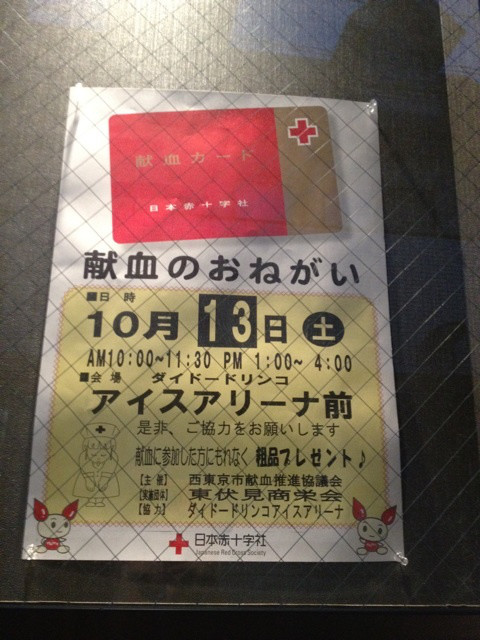 献血カード
日本赤十字社
献血のおねがい
■日 時
10月13日土
AM10:00~11:30 PM 1:00~ 4:00
■会 場 ダイドードリンコ
アイスアリーナ前
是非、ご協力をお願いします
献血に参加した方にもれなく 粗品プレゼント♪
【主 催】 西東京市献血推進協議会
【実施団体】 東伏見商栄会
【協 力】 ダイドードリンコアイスアリーナ
日本赤十字社
Japanese Red Cross Society